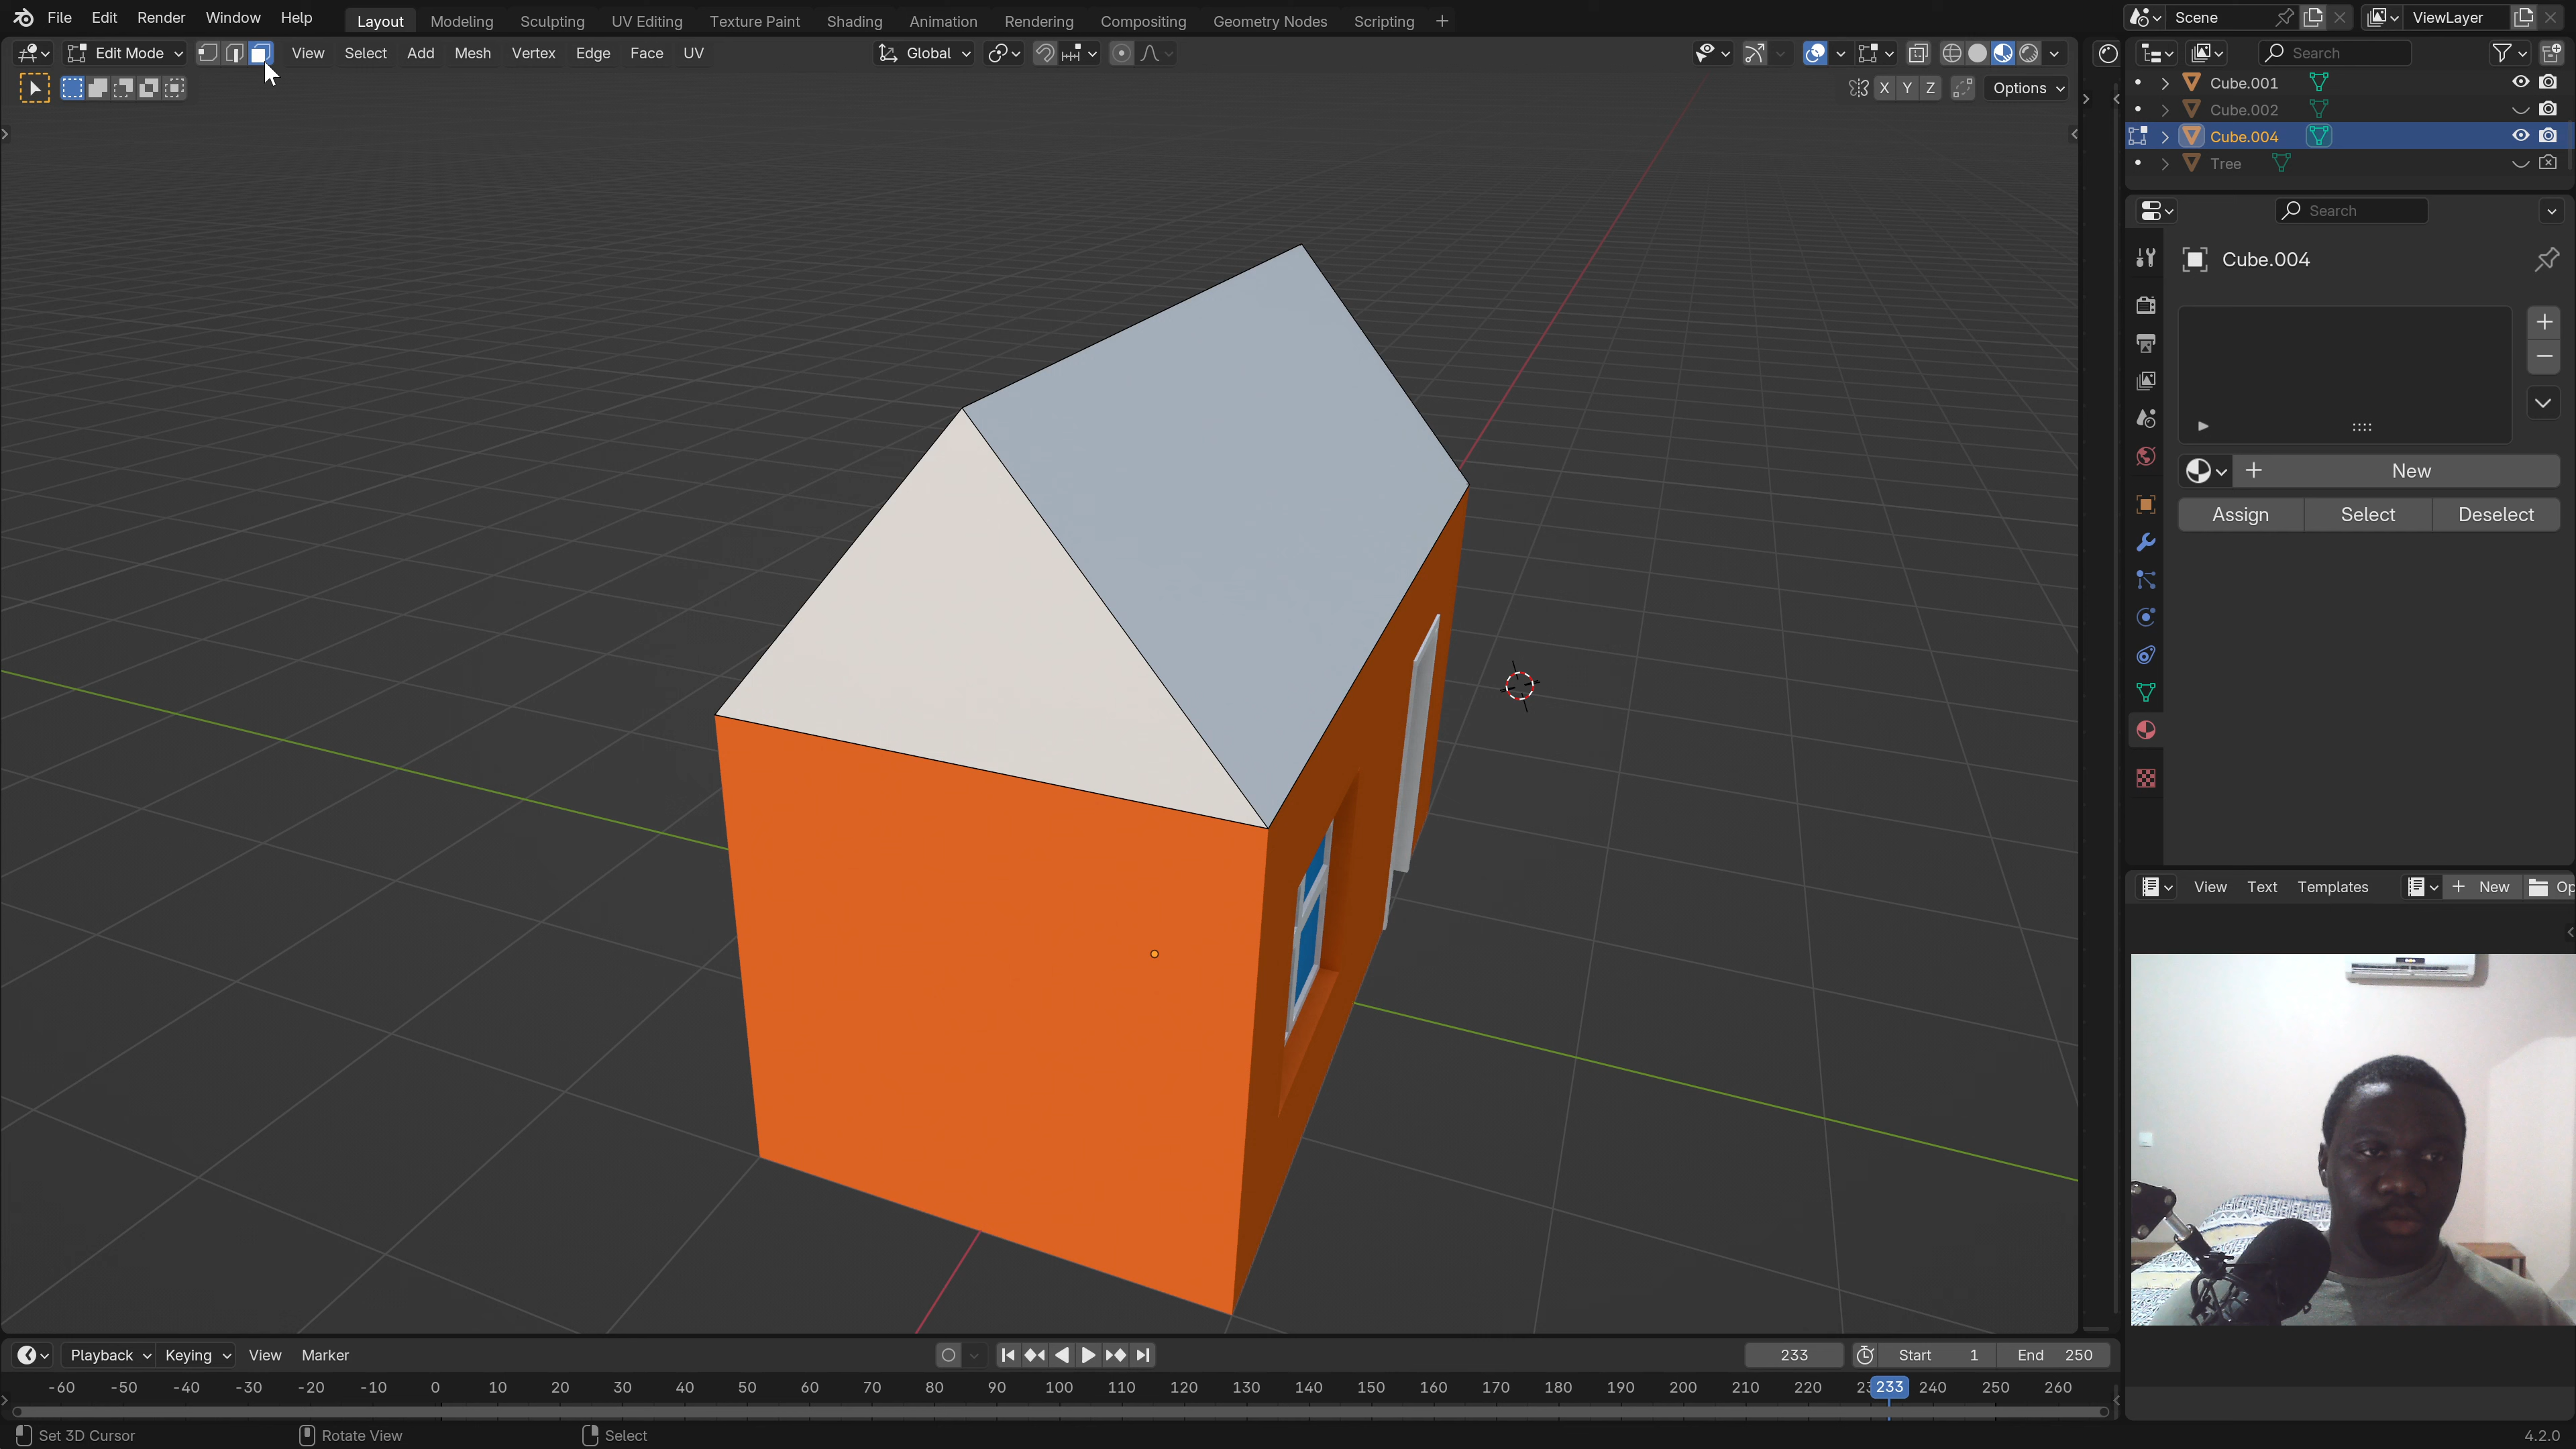 File Edit Render Window Help Layout Modeling Sculpting UV Editing Texture Paint Shading Animation Rendering Compositing Geometry Nodes Scripting + Scene ViewLayer
Edit Mode View Select Add Mesh Vertex Edge Face UV Global Search
X Y Z Options
Cube.001
Cube.002
Cube.004
Tree
Search
Cube.004
New
Assign Select Deselect
View Text Templates New Op
Playback Keying View Marker 233 Start 1 End 250
-60 -50 -40 -30 -20 -10 0 10 20 30 40 50 60 70 80 90 100 110 120 130 140 150 160 170 180 190 200 210 220 23 233 240 250 260
Set 3D Cursor Rotate View Select 4.2.0